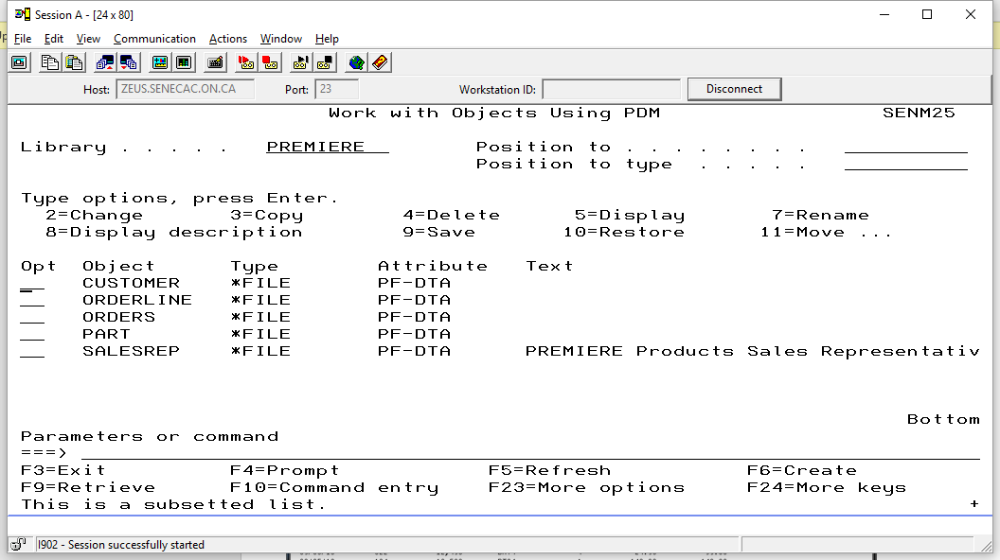 Session A - [24 x 80]
File Edit View Communication Actions Window Help
Host: ZEUS.SENECAC.ON.CA Port: 23 Workstation ID: Disconnect
Work with Objects Using PDM SENM25
Library . . . . . PREMIERE Position to . . . . . . . .
Position to type . . . . .
Type options, press Enter.
2=Change 3=Copy 4=Delete 5=Display 7=Rename
8=Display description 9=Save 10=Restore 11=Move ...
Opt Object Type Attribute Text
CUSTOMER *FILE PF-DTA
ORDERLINE *FILE PF-DTA
ORDERS *FILE PF-DTA
PART *FILE PF-DTA
SALESREP *FILE PF-DTA PREMIERE Products Sales Representativ
Bottom
Parameters or command
===>
F3=Exit F4=Prompt F5=Refresh F6=Create
F9=Retrieve F10=Command entry F23=More options F24=More keys
This is a subsetted list. +
I902 - Session successfully started